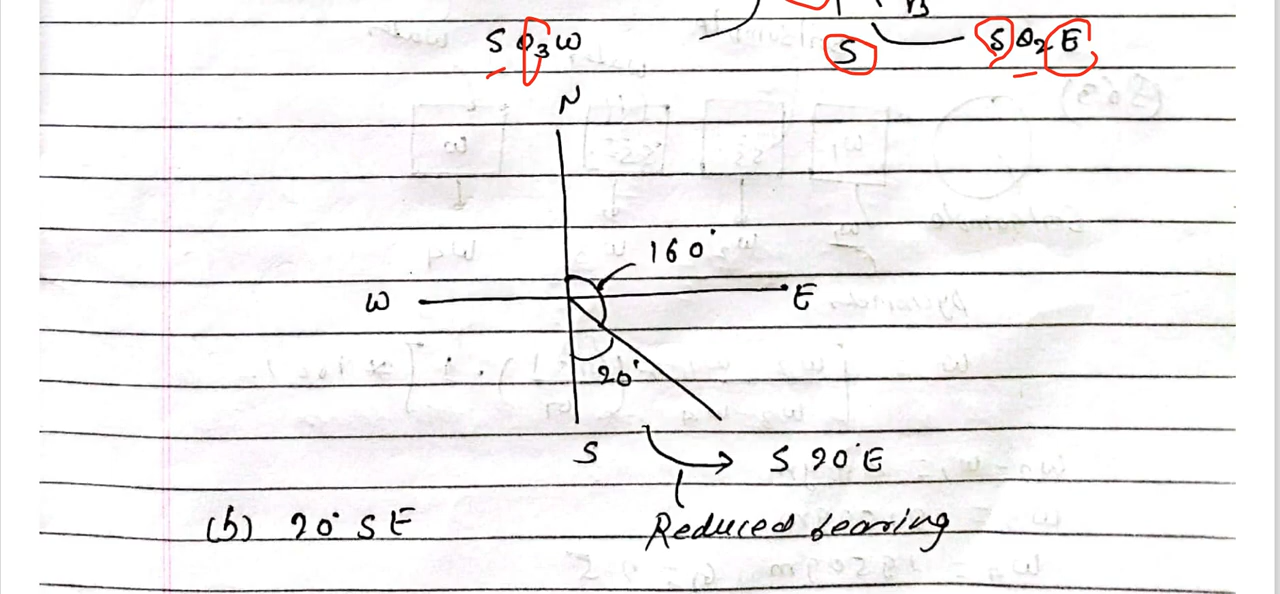 S θ₃ W
S
S θ₂ E
N
160°
W
E
20°
S
S 20°E
(b) 20° S E
Reduced bearing